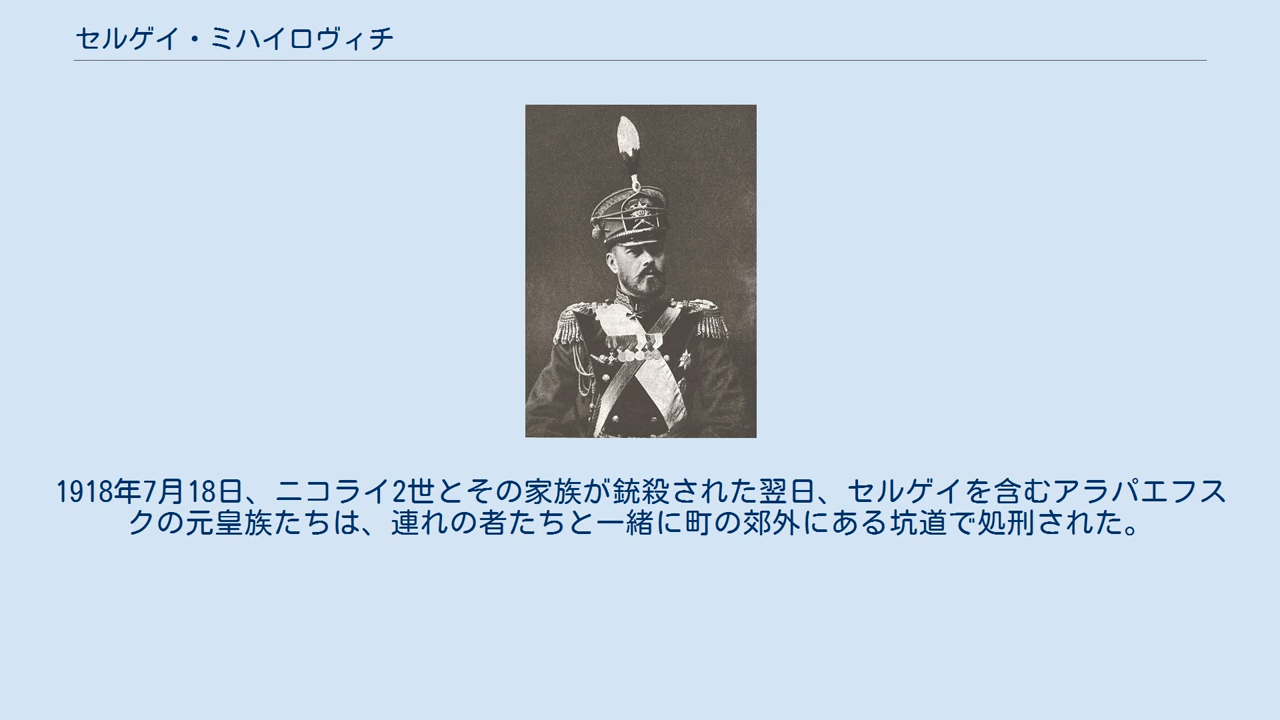 セルゲイ・ミハイロヴィチ
1918年7月18日、ニコライ2世とその家族が銃殺された翌日、セルゲイを含むアラパエフス
クの元皇族たちは、連れの者たちと一緒に町の郊外にある坑道で処刑された。